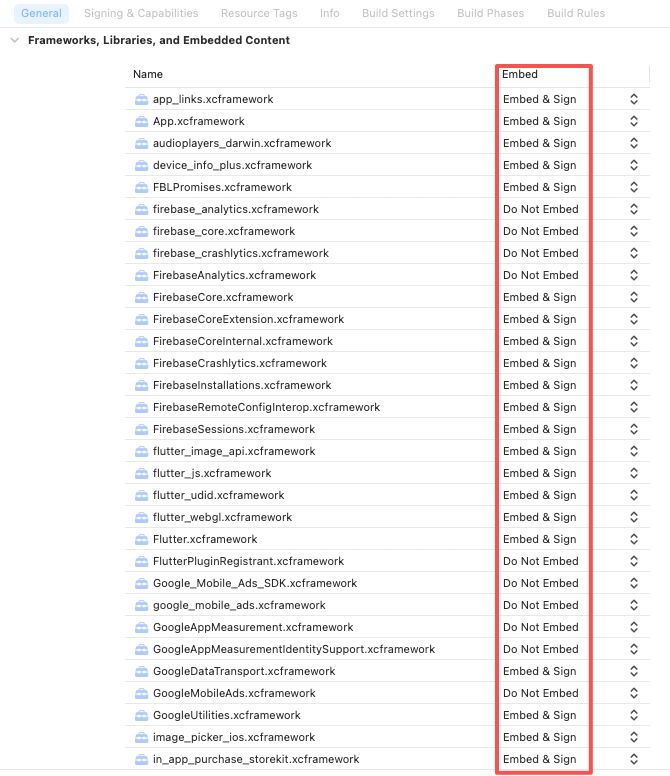 General Signing & Capabilities Resource Tags Info Build Settings Build Phases Build Rules
Frameworks, Libraries, and Embedded Content
Name Embed
app_links.xcframework Embed & Sign
App.xcframework Embed & Sign
audioplayers_darwin.xcframework Embed & Sign
device_info_plus.xcframework Embed & Sign
FBLPromises.xcframework Embed & Sign
firebase_analytics.xcframework Do Not Embed
firebase_core.xcframework Do Not Embed
firebase_crashlytics.xcframework Do Not Embed
FirebaseAnalytics.xcframework Do Not Embed
FirebaseCore.xcframework Embed & Sign
FirebaseCoreExtension.xcframework Embed & Sign
FirebaseCoreInternal.xcframework Embed & Sign
FirebaseCrashlytics.xcframework Embed & Sign
FirebaseInstallations.xcframework Embed & Sign
FirebaseRemoteConfigInterop.xcframework Embed & Sign
FirebaseSessions.xcframework Embed & Sign
flutter_image_api.xcframework Embed & Sign
flutter_js.xcframework Embed & Sign
flutter_udid.xcframework Embed & Sign
flutter_webgl.xcframework Embed & Sign
Flutter.xcframework Embed & Sign
FlutterPluginRegistrant.xcframework Do Not Embed
Google_Mobile_Ads_SDK.xcframework Do Not Embed
google_mobile_ads.xcframework Do Not Embed
GoogleAppMeasurement.xcframework Do Not Embed
GoogleAppMeasurementIdentitySupport.xcframework Do Not Embed
GoogleDataTransport.xcframework Embed & Sign
GoogleMobileAds.xcframework Do Not Embed
GoogleUtilities.xcframework Embed & Sign
image_picker_ios.xcframework Embed & Sign
in_app_purchase_storekit.xcframework Embed & Sign